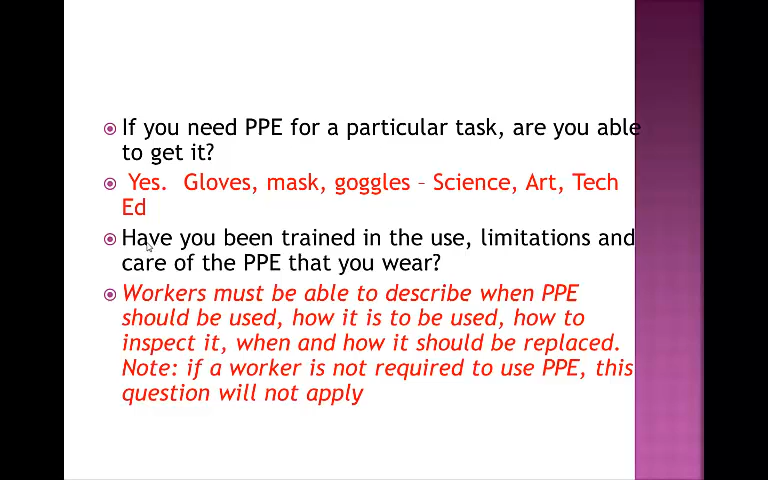 If you need PPE for a particular task, are you able
to get it?
Yes.  Gloves, mask, goggles – Science, Art, Tech
Ed
Have you been trained in the use, limitations and
care of the PPE that you wear?
Workers must be able to describe when PPE
should be used, how it is to be used, how to
inspect it, when and how it should be replaced.
Note: if a worker is not required to use PPE, this
question will not apply